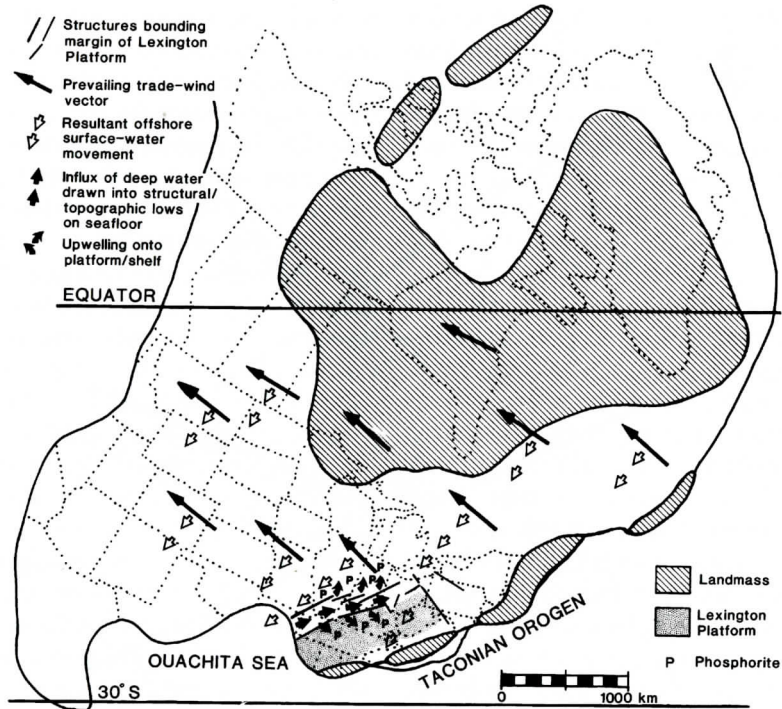 Structures bounding
margin of Lexington
Platform
Prevailing trade-wind
vector
Resultant offshore
surface-water
movement
Influx of deep water
drawn into structural/
topographic lows
on seafloor
Upwelling onto
platform/shelf
EQUATOR
P
P P P
P
P P
P
Landmass
Lexington
Platform
P Phosphorite
OUACHITA SEA
TACONIAN OROGEN
30°S
0 1000 km